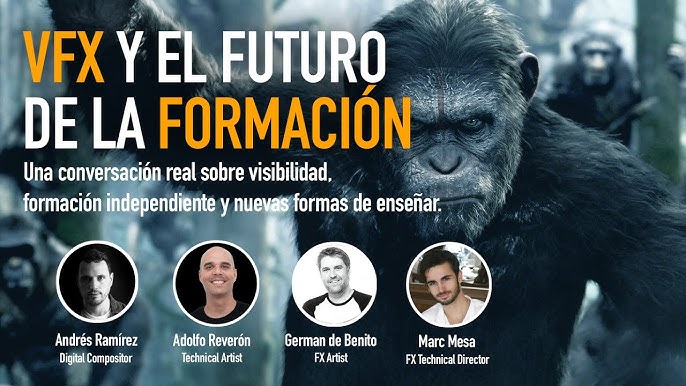 VFX Y EL FUTURO
DE LA FORMACIÓN
Una conversación real sobre visibilidad,
formación independiente y nuevas formas de enseñar.
Andrés Ramírez
Digital Compositor
Adolfo Reverón
Technical Artist
German de Benito
FX Artist
Marc Mesa
FX Technical Director